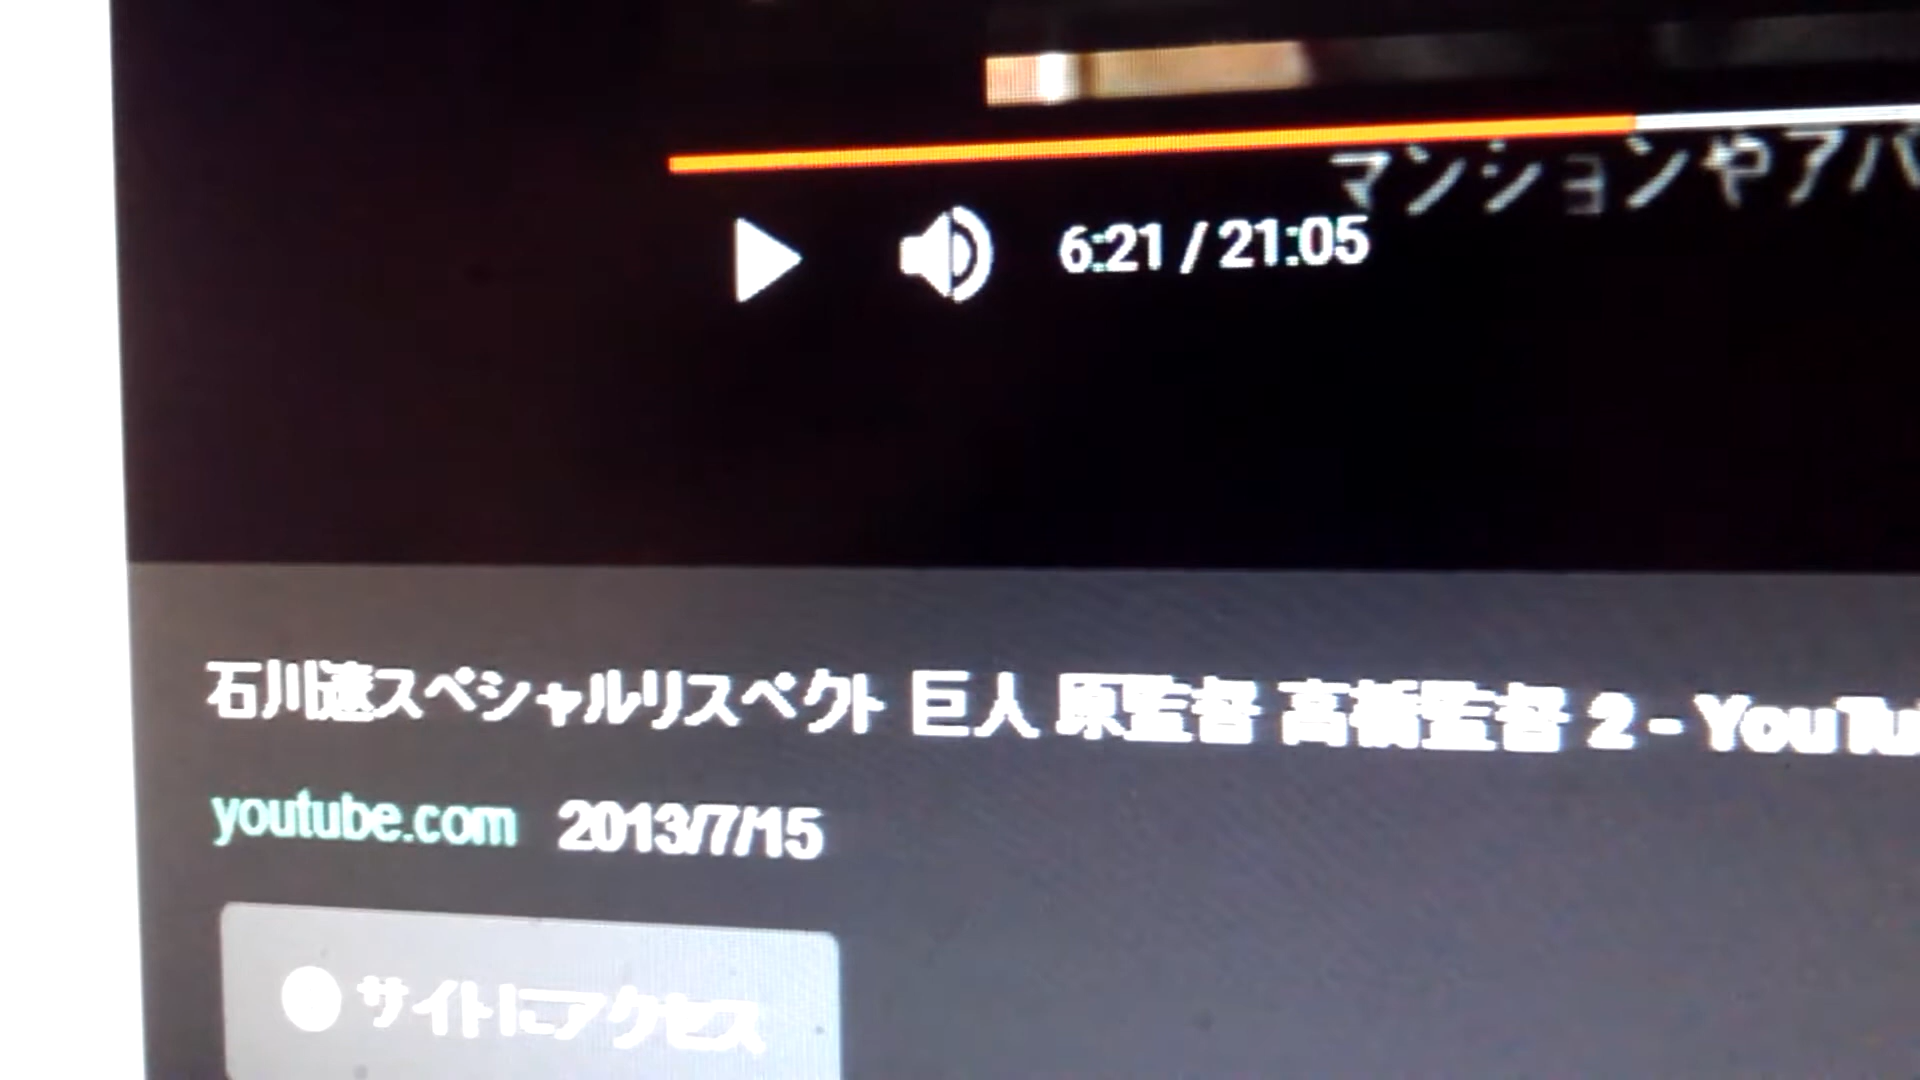 マンションやアパ
6:21 / 21:05
石川遼スペシャルリスペクト 巨人 原監督 高橋監督 2 - YouTu
youtube.com 2013/7/15
サイトにアクセス